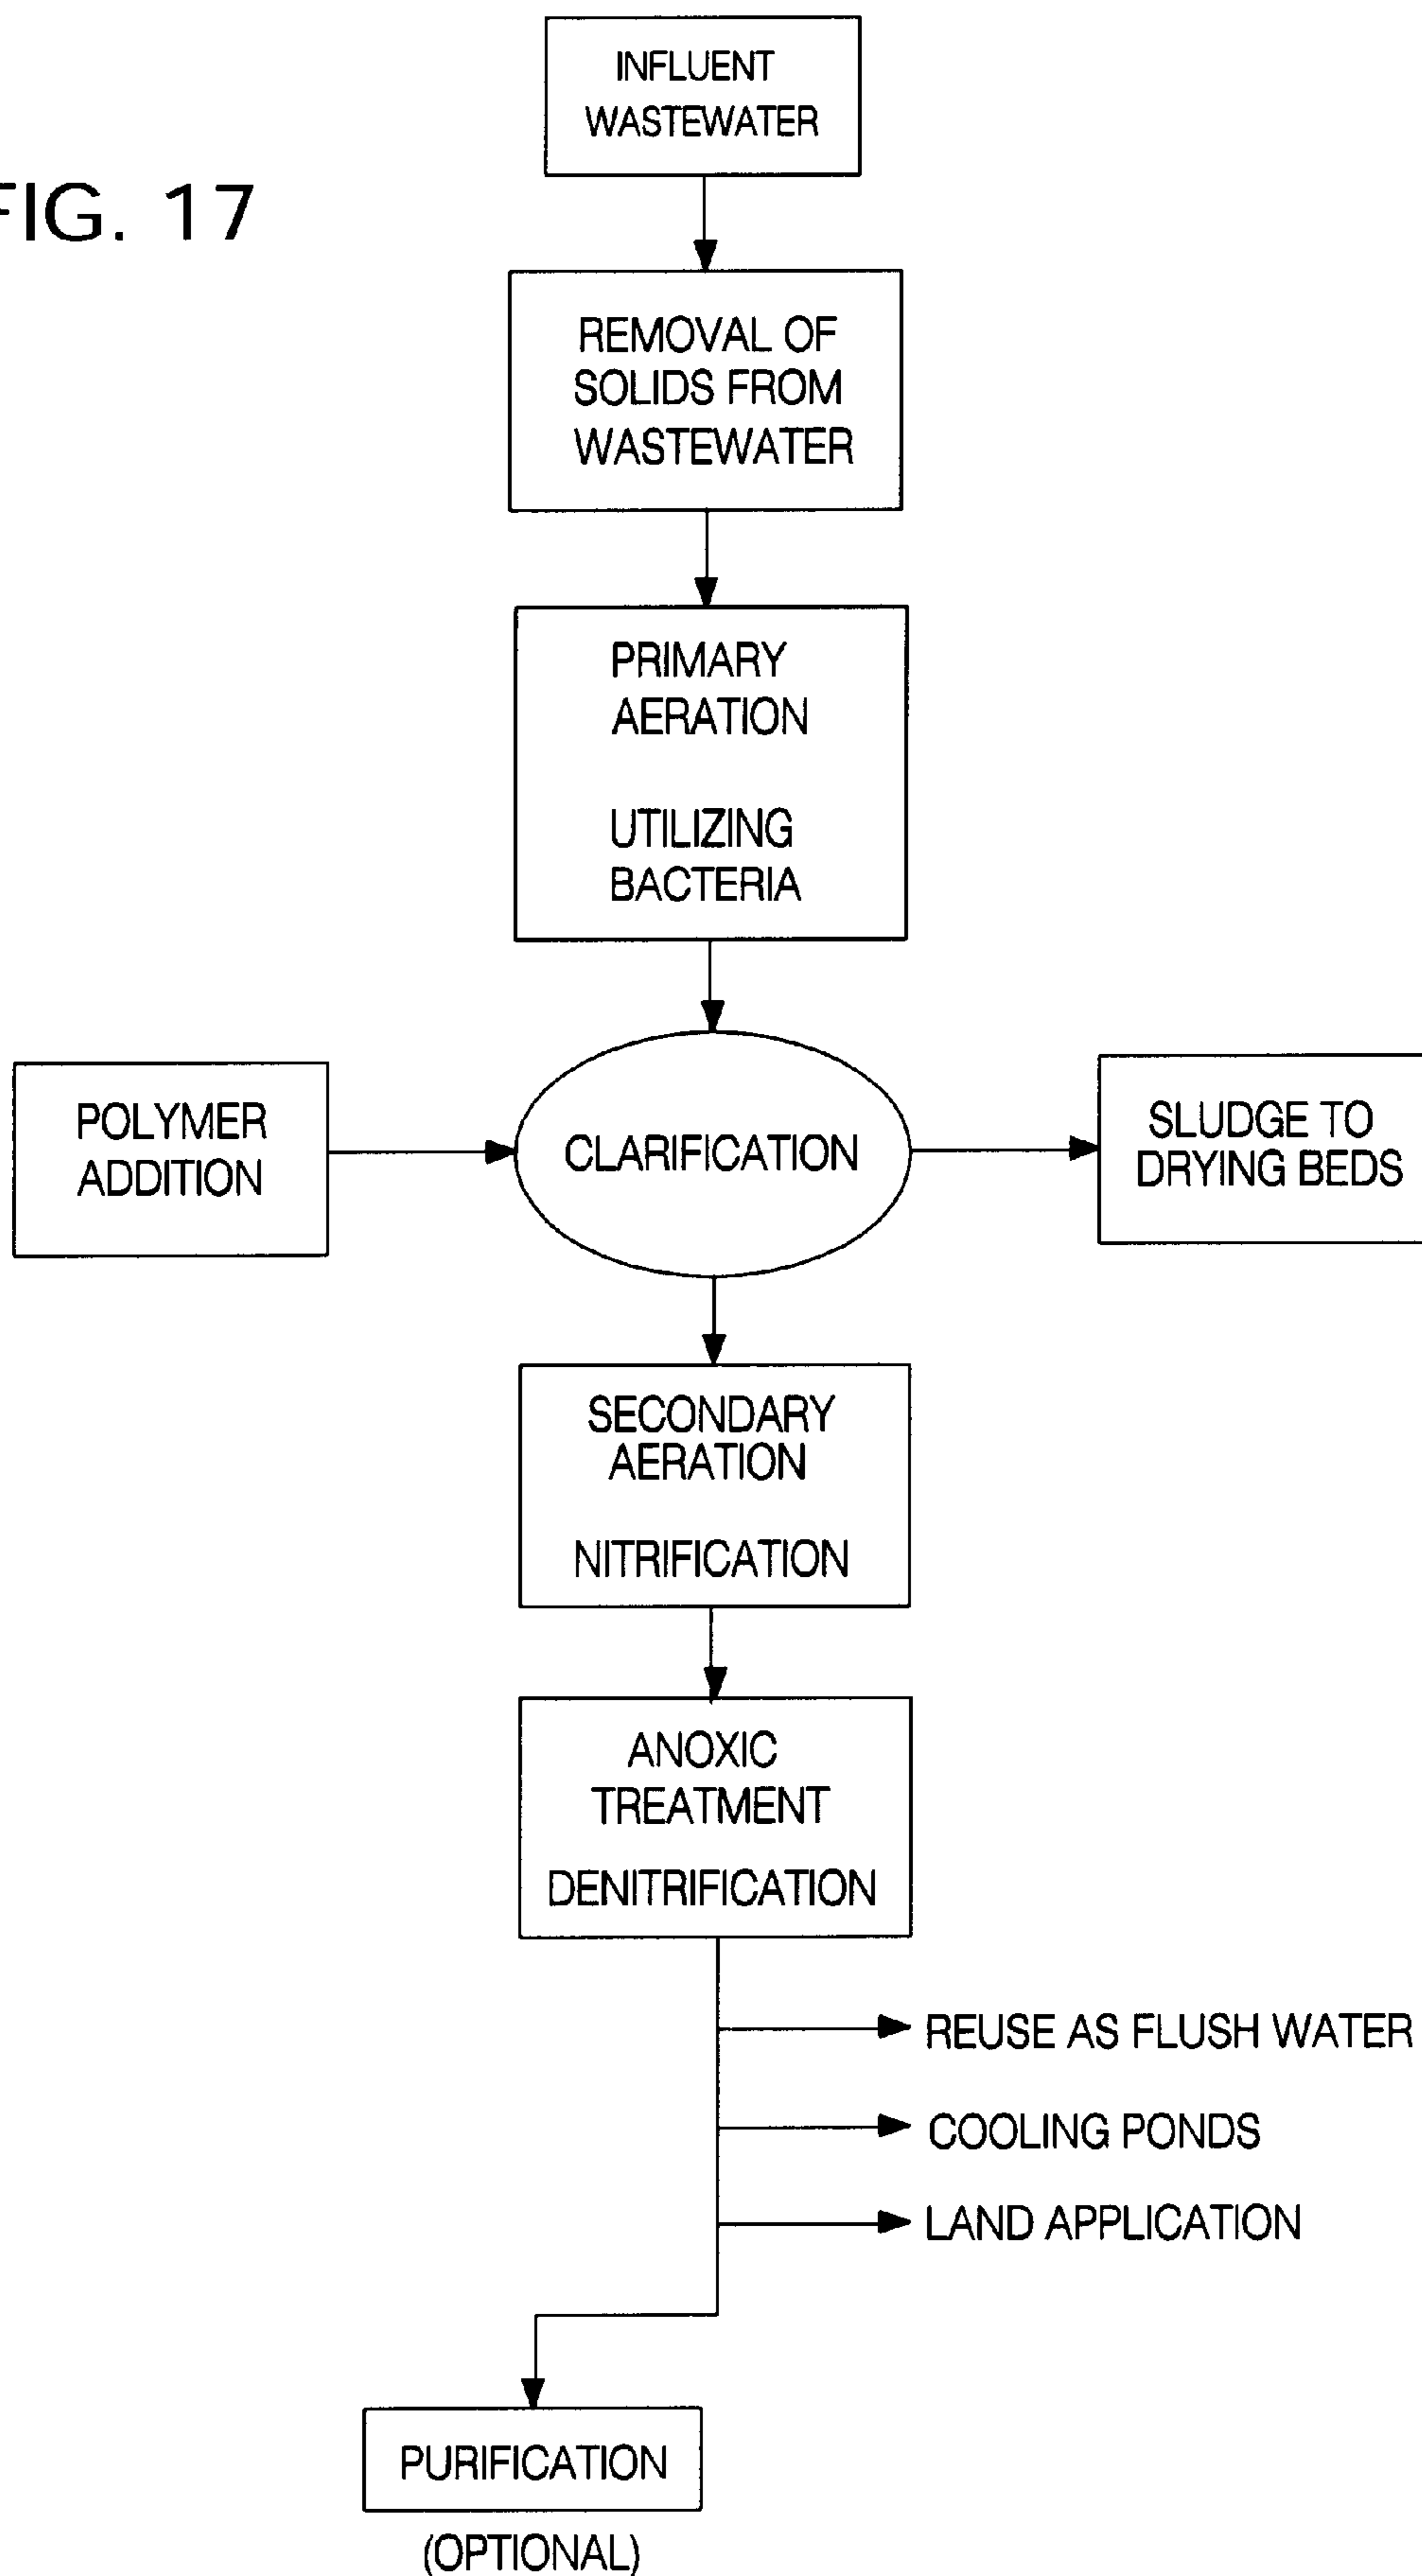 INFLUENT
WASTEWATER
FIG. 17
REMOVAL OF
SOLIDS FROM
WASTEWATER
PRIMARY
AERATION
UTILIZING
BACTERIA
POLYMER
ADDITION
CLARIFICATION
SLUDGE TO
DRYING BEDS
SECONDARY
AERATION
NITRIFICATION
ANOXIC
TREATMENT
DENITRIFICATION
REUSE AS FLUSH WATER
COOLING PONDS
LAND APPLICATION
PURIFICATION
(OPTIONAL)